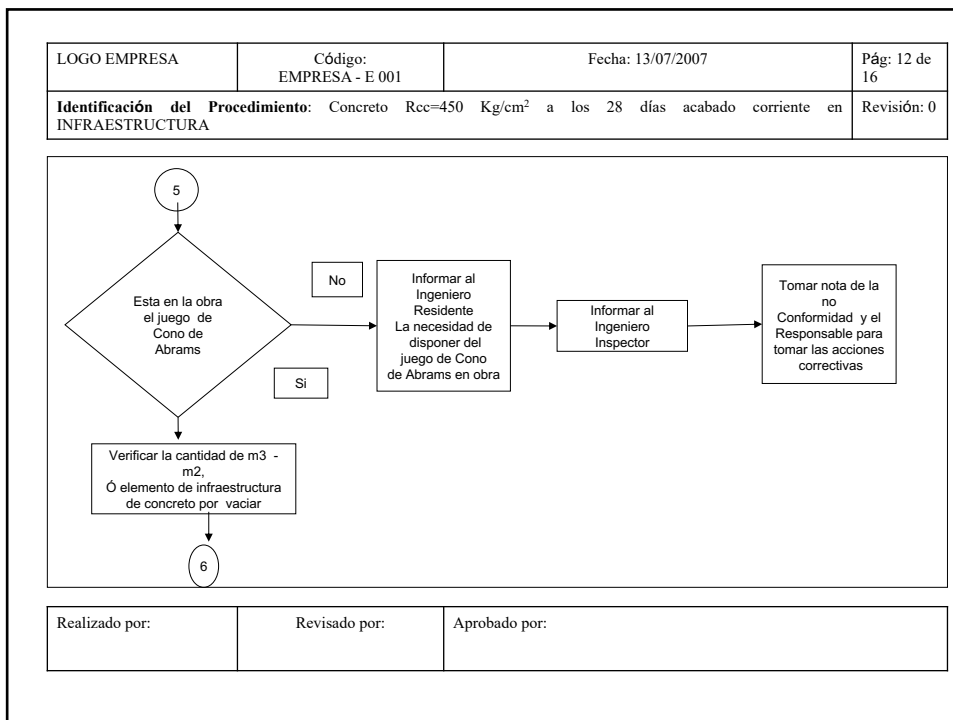 LOGO EMPRESA
Código:
EMPRESA - E 001
Fecha: 13/07/2007
Pág: 12 de
16
Identificación del Procedimiento: Concreto Rcc=450 Kg/cm² a los 28 días acabado corriente en
INFRAESTRUCTURA
Revisión: 0
5
Esta en la obra
el juego de
Cono de
Abrams
No
Si
Informar al
Ingeniero
Residente
La necesidad de
disponer del
juego de Cono
de Abrams en obra
Informar al
Ingeniero
Inspector
Tomar nota de la
no
Conformidad y el
Responsable para
tomar las acciones
correctivas
Verificar la cantidad de m3 -
m2,
Ó elemento de infraestructura
de concreto por vaciar
6
Realizado por:
Revisado por:
Aprobado por: